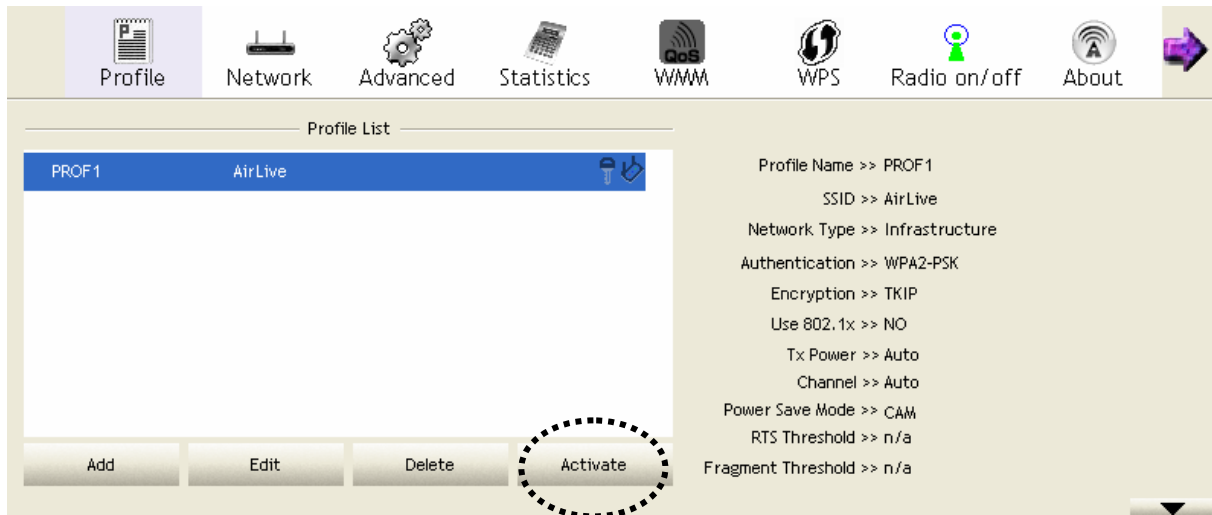 Profile Network Advanced Statistics QoS WMM WPS Radio on/off About
Profile List
PROF1 AirLive
Add Edit Delete Activate
Profile Name >> PROF1
SSID >> AirLive
Network Type >> Infrastructure
Authentication >> WPA2-PSK
Encryption >> TKIP
Use 802.1x >> NO
Tx Power >> Auto
Channel >> Auto
Power Save Mode >> CAM
RTS Threshold >> n/a
Fragment Threshold >> n/a